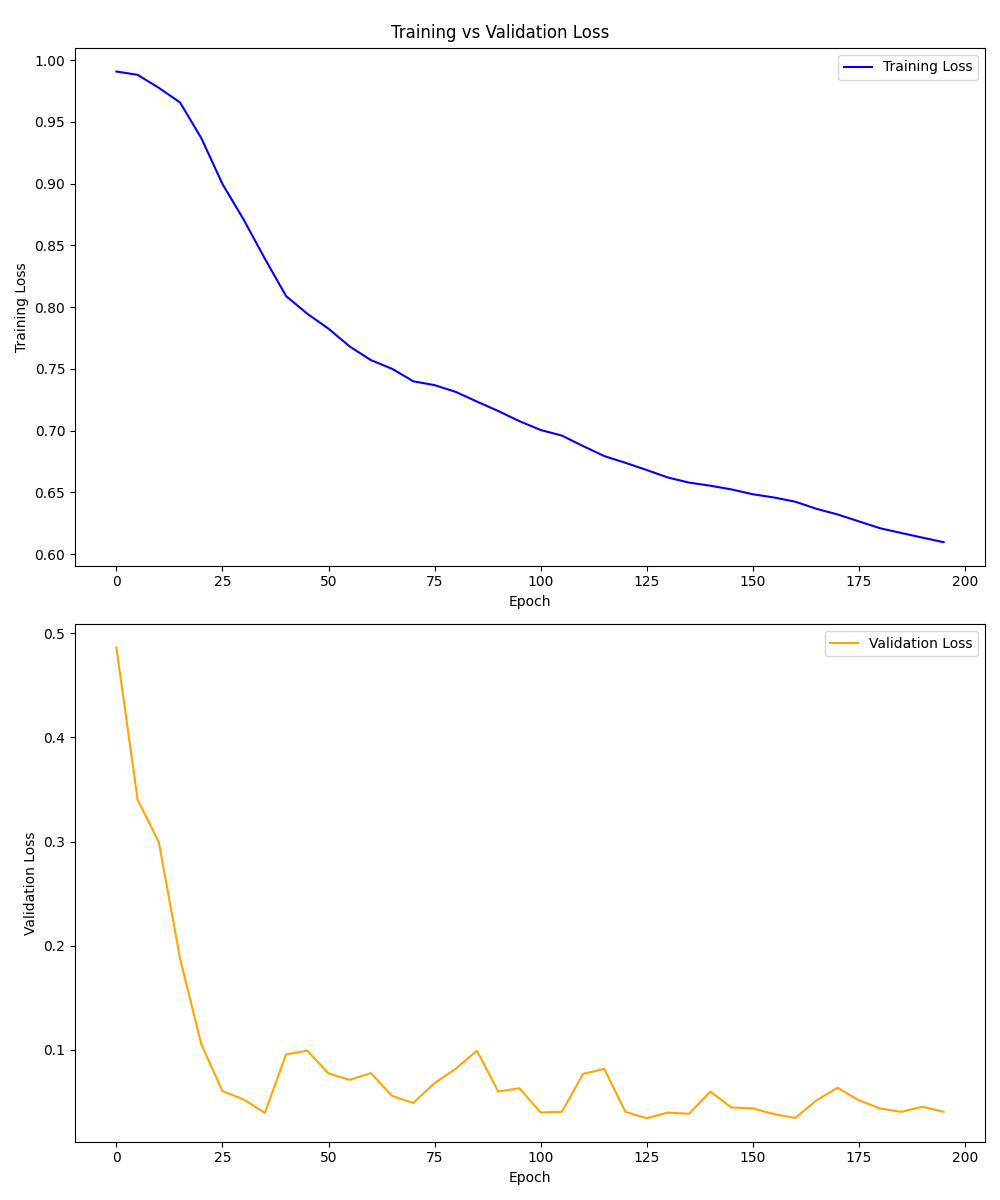 Training vs Validation Loss
Training Loss
1.00
0.95
0.90
0.85
0.80
0.75
0.70
0.65
0.60
Training Loss
0 25 50 75 100 125 150 175 200
Epoch
Validation Loss
0.5
0.4
0.3
0.2
0.1
Validation Loss
0 25 50 75 100 125 150 175 200
Epoch